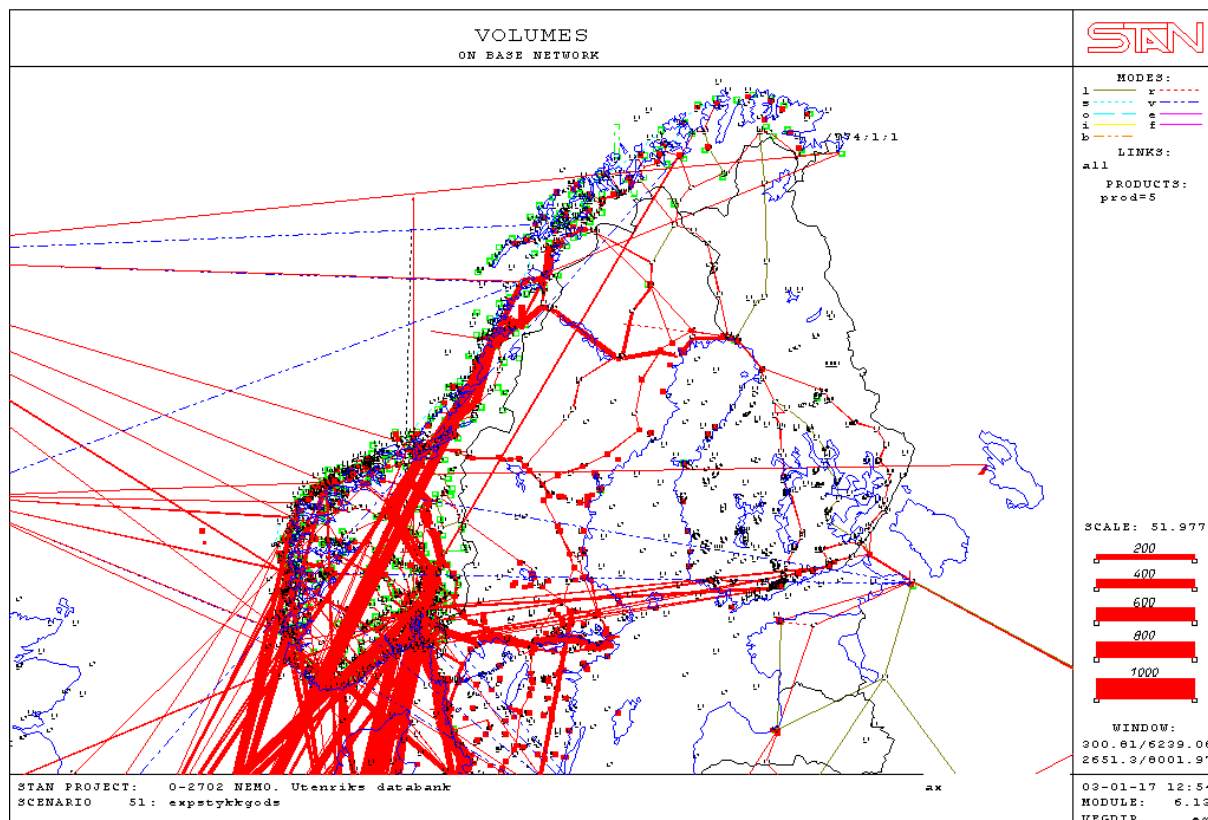 VOLUMES
ON BASE NETWORK
STAN
MODES:
l r
s v
o e
i f
b
LINKS:
all
PRODUCTS:
prod=5
/774;1;1
SCALE: 51.977
200
400
600
800
1000
WINDOW:
300.81/6239.06
2651.3/8001.97
STAN PROJECT: O-2702 NEMO. Utenriks databank
SCENARIO 51: expstykkgods
ax
03-01-17 12:54
MODULE: 6.13